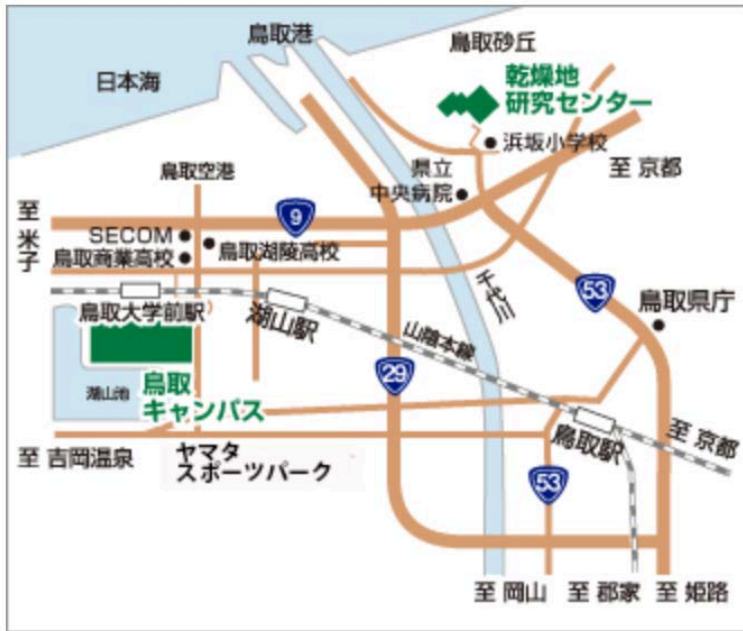 鳥取港
鳥取砂丘
日本海
乾燥地
研究センター
浜坂小学校
県立
中央病院
至 京都
鳥取空港
至 米子
9
SECOM
鳥取湖陵高校
鳥取商業高校
千代川
53
鳥取県庁
鳥取大学前駅
湖山駅
山陰本線
29
湖山池
鳥取
キャンパス
鳥取駅
至 京都
至 吉岡温泉
ヤマタ
スポーツパーク
53
至 岡山
至 郡家
至 姫路